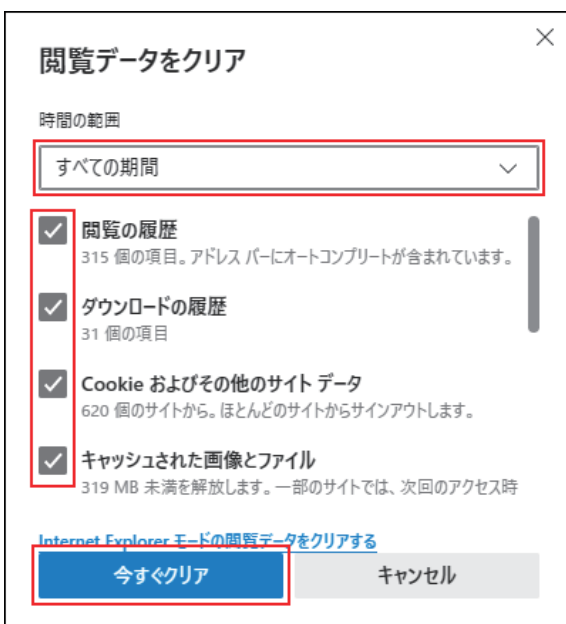 閲覧データをクリア
時間の範囲
すべての期間
閲覧の履歴
315 個の項目。アドレス バーにオートコンプリートが含まれています。
ダウンロードの履歴
31 個の項目
Cookie およびその他のサイト データ
620 個のサイトから。ほとんどのサイトからサインアウトします。
キャッシュされた画像とファイル
319 MB 未満を解放します。一部のサイトでは、次回のアクセス時
Internet Explorer モードの閲覧データをクリアする
今すぐクリア
キャンセル